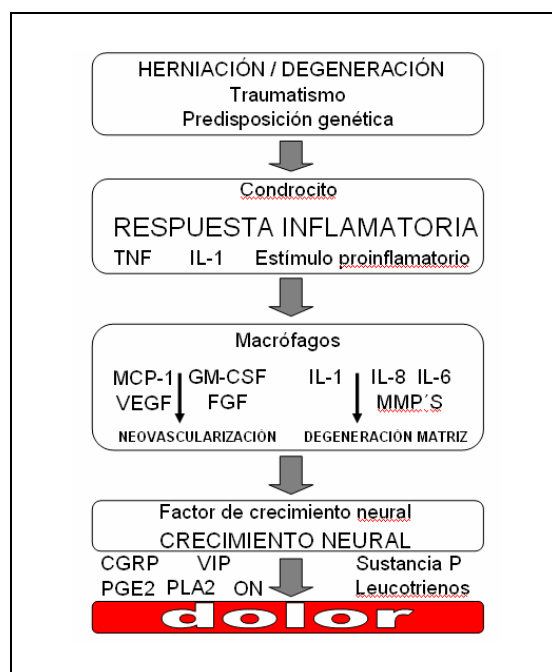 HERNIACIÓN / DEGENERACIÓN
Traumatismo
Predisposición genética
Condrocito
RESPUESTA INFLAMATORIA
TNF IL-1 Estímulo proinflamatorio
Macrófagos
MCP-1 GM-CSF IL-1 IL-8 IL-6
VEGF FGF MMP´S
NEOVASCULARIZACIÓN DEGENERACIÓN MATRIZ
Factor de crecimiento neural
CRECIMIENTO NEURAL
CGRP VIP Sustancia P
PGE2 PLA2 ON Leucotrienos
dolor